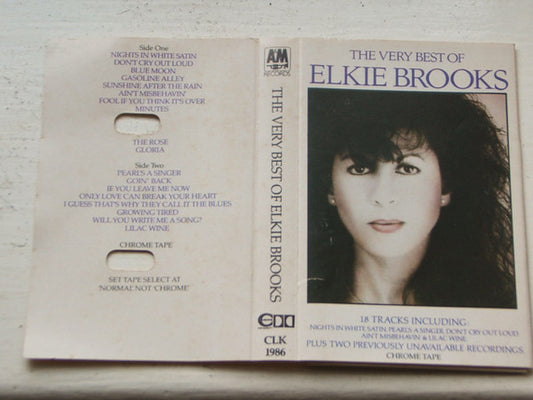 Side One
NIGHTS IN WHITE SATIN
DON'T CRY OUT LOUD
BLUE MOON
GASOLINE ALLEY
SUNSHINE AFTER THE RAIN
AIN'T MISBEHAVIN'
FOOL IF YOU THINK IT'S OVER
MINUTES
THE ROSE
GLORIA
Side Two
PEARL'S A SINGER
GOIN' BACK
IF YOU LEAVE ME NOW
ONLY LOVE CAN BREAK YOUR HEART
I GUESS THAT'S WHY THEY CALL IT THE BLUES
GROWING TIRED
WILL YOU WRITE ME A SONG?
LILAC WINE
CHROME TAPE
SET TAPE SELECT AT
'NORMAL' NOT 'CHROME'
A&M
RECORDS
THE VERY BEST OF ELKIE BROOKS
CLK
1986
THE VERY BEST OF
ELKIE BROOKS
18 TRACKS INCLUDING:
NIGHTS IN WHITE SATIN, PEARL'S A SINGER, DON'T CRY OUT LOUD,
AIN'T MISBEHAVIN & LILAC WINE
PLUS TWO PREVIOUSLY UNAVAILABLE RECORDINGS.
CHROME TAPE